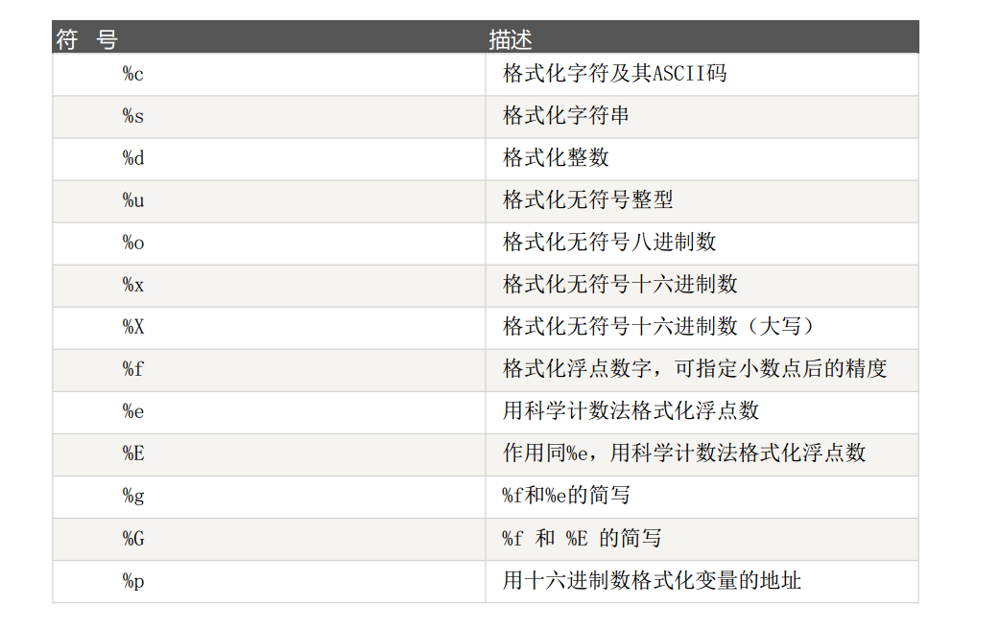 符 号 描述
%c 格式化字符及其ASCII码
%s 格式化字符串
%d 格式化整数
%u 格式化无符号整型
%o 格式化无符号八进制数
%x 格式化无符号十六进制数
%X 格式化无符号十六进制数（大写）
%f 格式化浮点数字，可指定小数点后的精度
%e 用科学计数法格式化浮点数
%E 作用同%e，用科学计数法格式化浮点数
%g %f和%e的简写
%G %f 和 %E 的简写
%p 用十六进制数格式化变量的地址